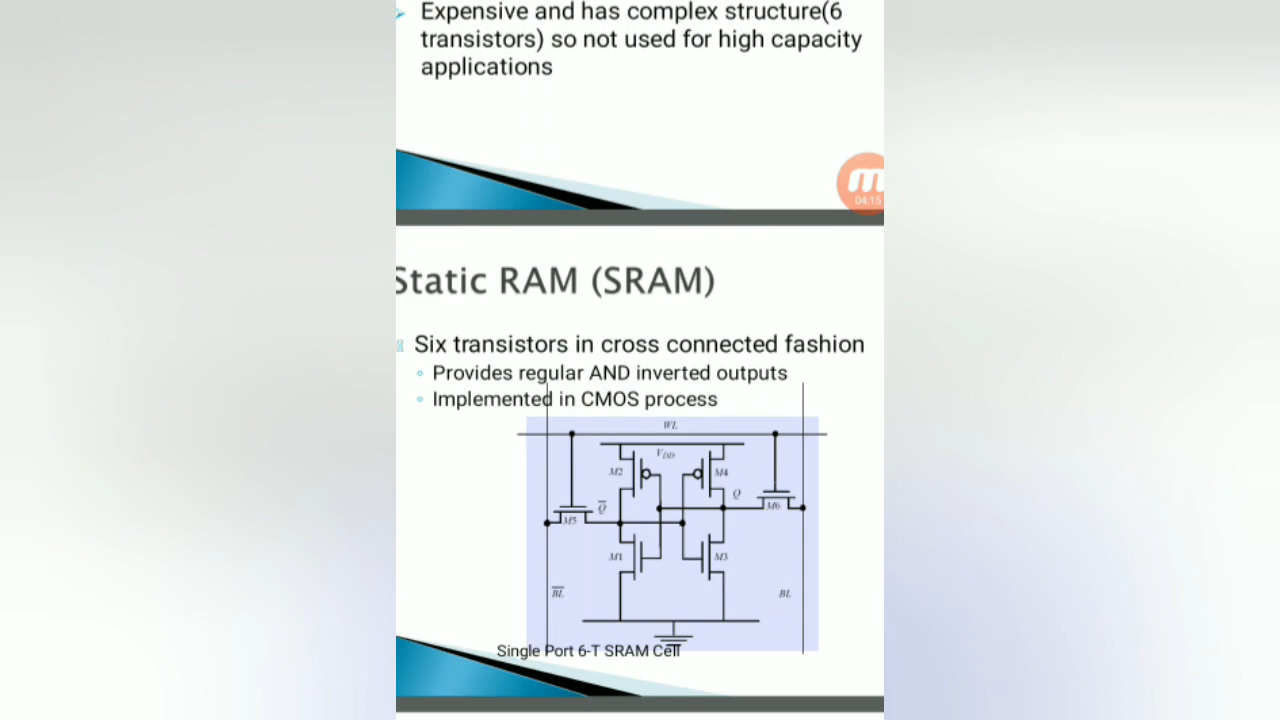 Expensive and has complex structure(6
transistors) so not used for high capacity
applications
04:15
Static RAM (SRAM)
Six transistors in cross connected fashion
Provides regular AND inverted outputs
Implemented in CMOS process
WL
VDD
M2
M4
Q
Q
M5
M6
M1
M3
BL
BL
Single Port 6-T SRAM Cell